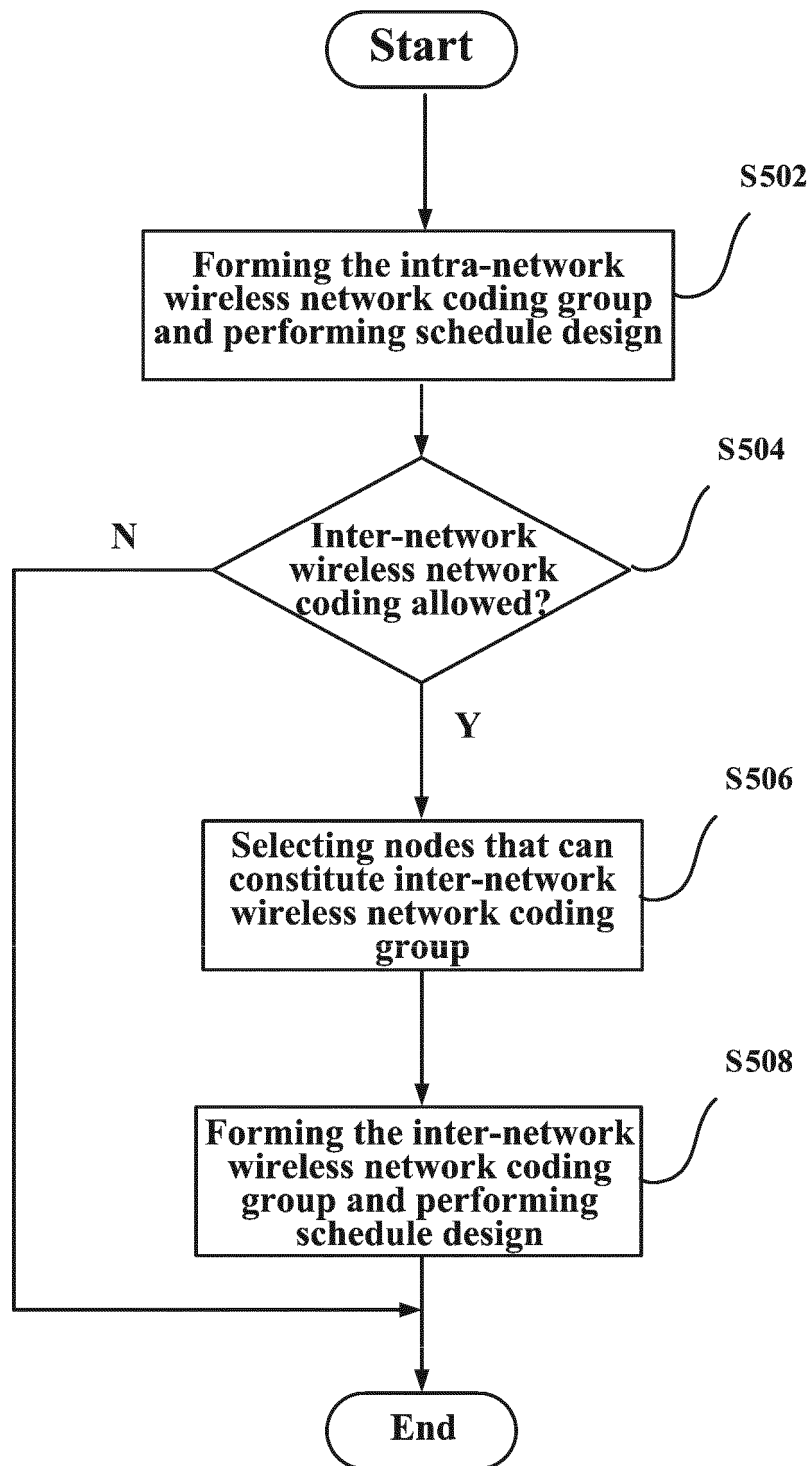 Start
S502
Forming the intra-network
wireless network coding group
and performing schedule design
S504
N
Inter-network
wireless network
coding allowed?
Y
S506
Selecting nodes that can
constitute inter-network
wireless network coding
group
S508
Forming the inter-network
wireless network coding
group and performing
schedule design
End